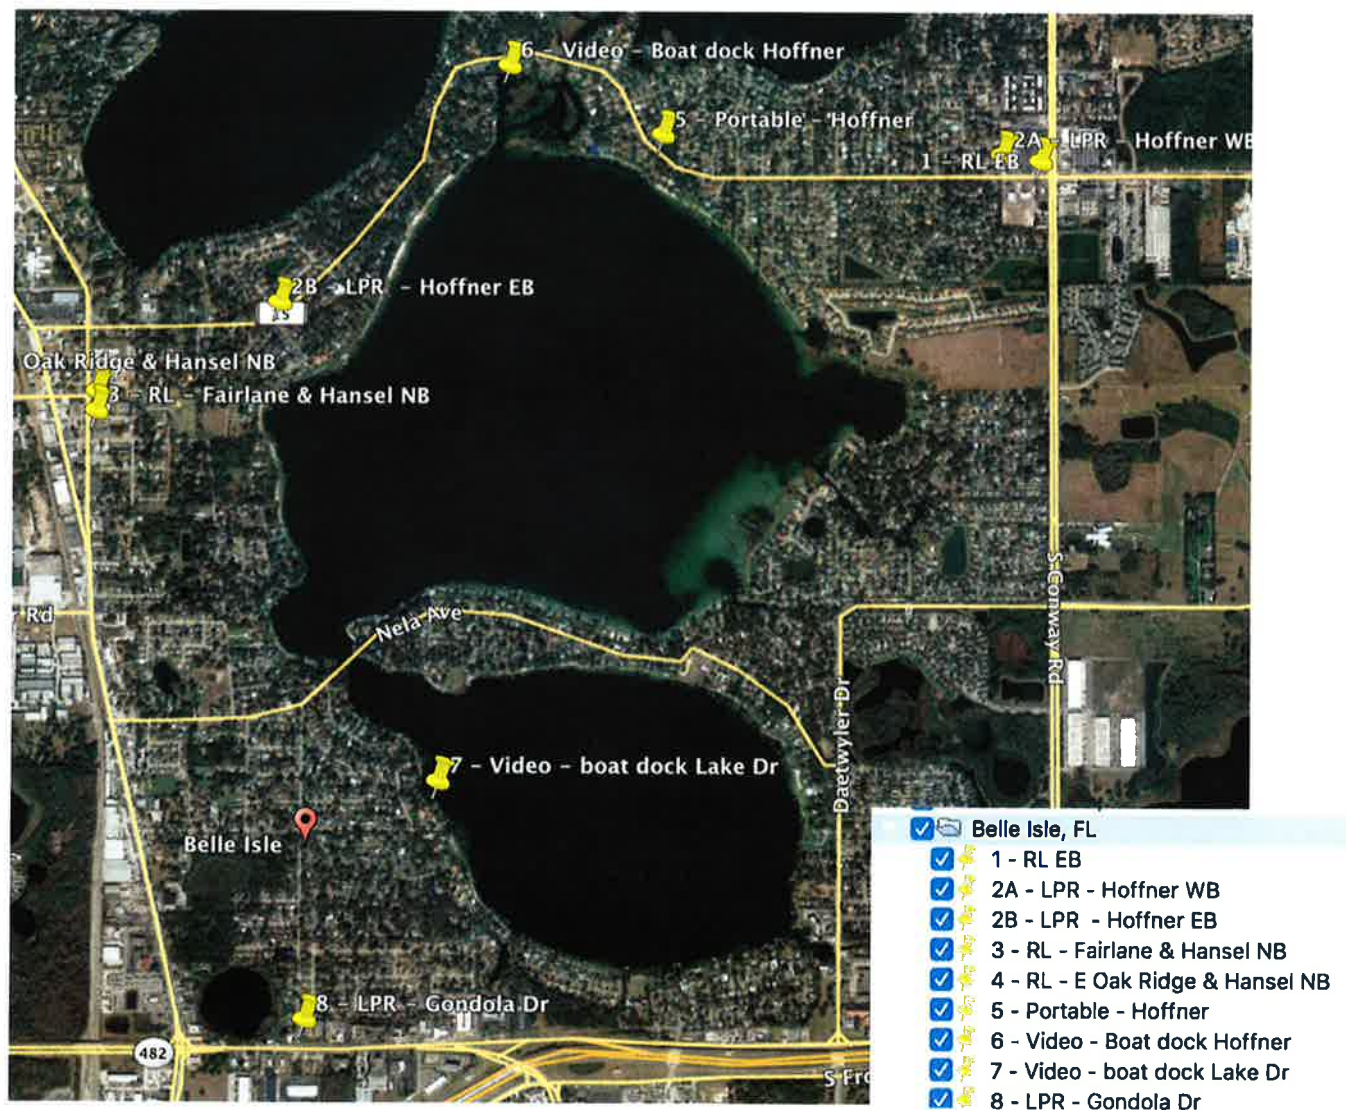 6 - Video - Boat dock Hoffner
5 - Portable - Hoffner
2A - LPR - Hoffner WB
1 - RL EB
2B - LPR - Hoffner EB
15
Oak Ridge & Hansel NB
3 - RL - Fairlane & Hansel NB
S Conway Rd
Rd
Nela Ave
Daetwyler Dr
7 - Video - boat dock Lake Dr
Belle Isle
8 - LPR - Gondola Dr
482
S Fro
Belle Isle, FL
1 - RL EB
2A - LPR - Hoffner WB
2B - LPR - Hoffner EB
3 - RL - Fairlane & Hansel NB
4 - RL - E Oak Ridge & Hansel NB
5 - Portable - Hoffner
6 - Video - Boat dock Hoffner
7 - Video - boat dock Lake Dr
8 - LPR - Gondola Dr